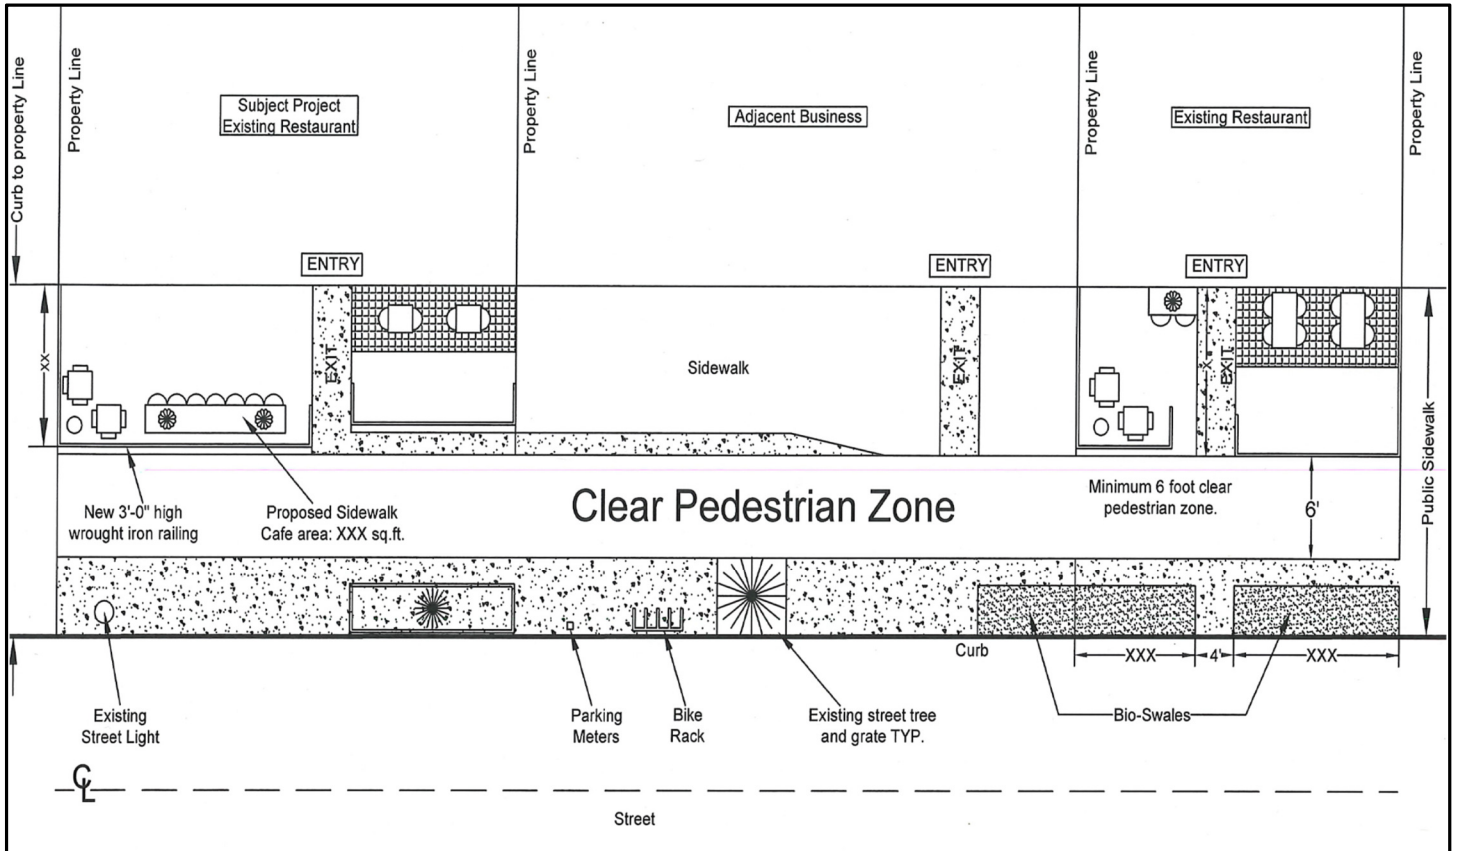 Curb to property Line
Property Line
Property Line
Property Line
Property Line
Subject Project
Existing Restaurant
Adjacent Business
Existing Restaurant
ENTRY
ENTRY
ENTRY
XX
EXIT
Sidewalk
EXIT
X
EXIT
Public Sidewalk
New 3'-0" high
wrought iron railing
Proposed Sidewalk
Cafe area: XXX sq.ft.
Clear Pedestrian Zone
Minimum 6 foot clear
pedestrian zone.
6'
Curb
XXX
4'
XXX
Existing
Street Light
Parking
Meters
Bike
Rack
Existing street tree
and grate TYP.
Bio-Swales
CL
Street